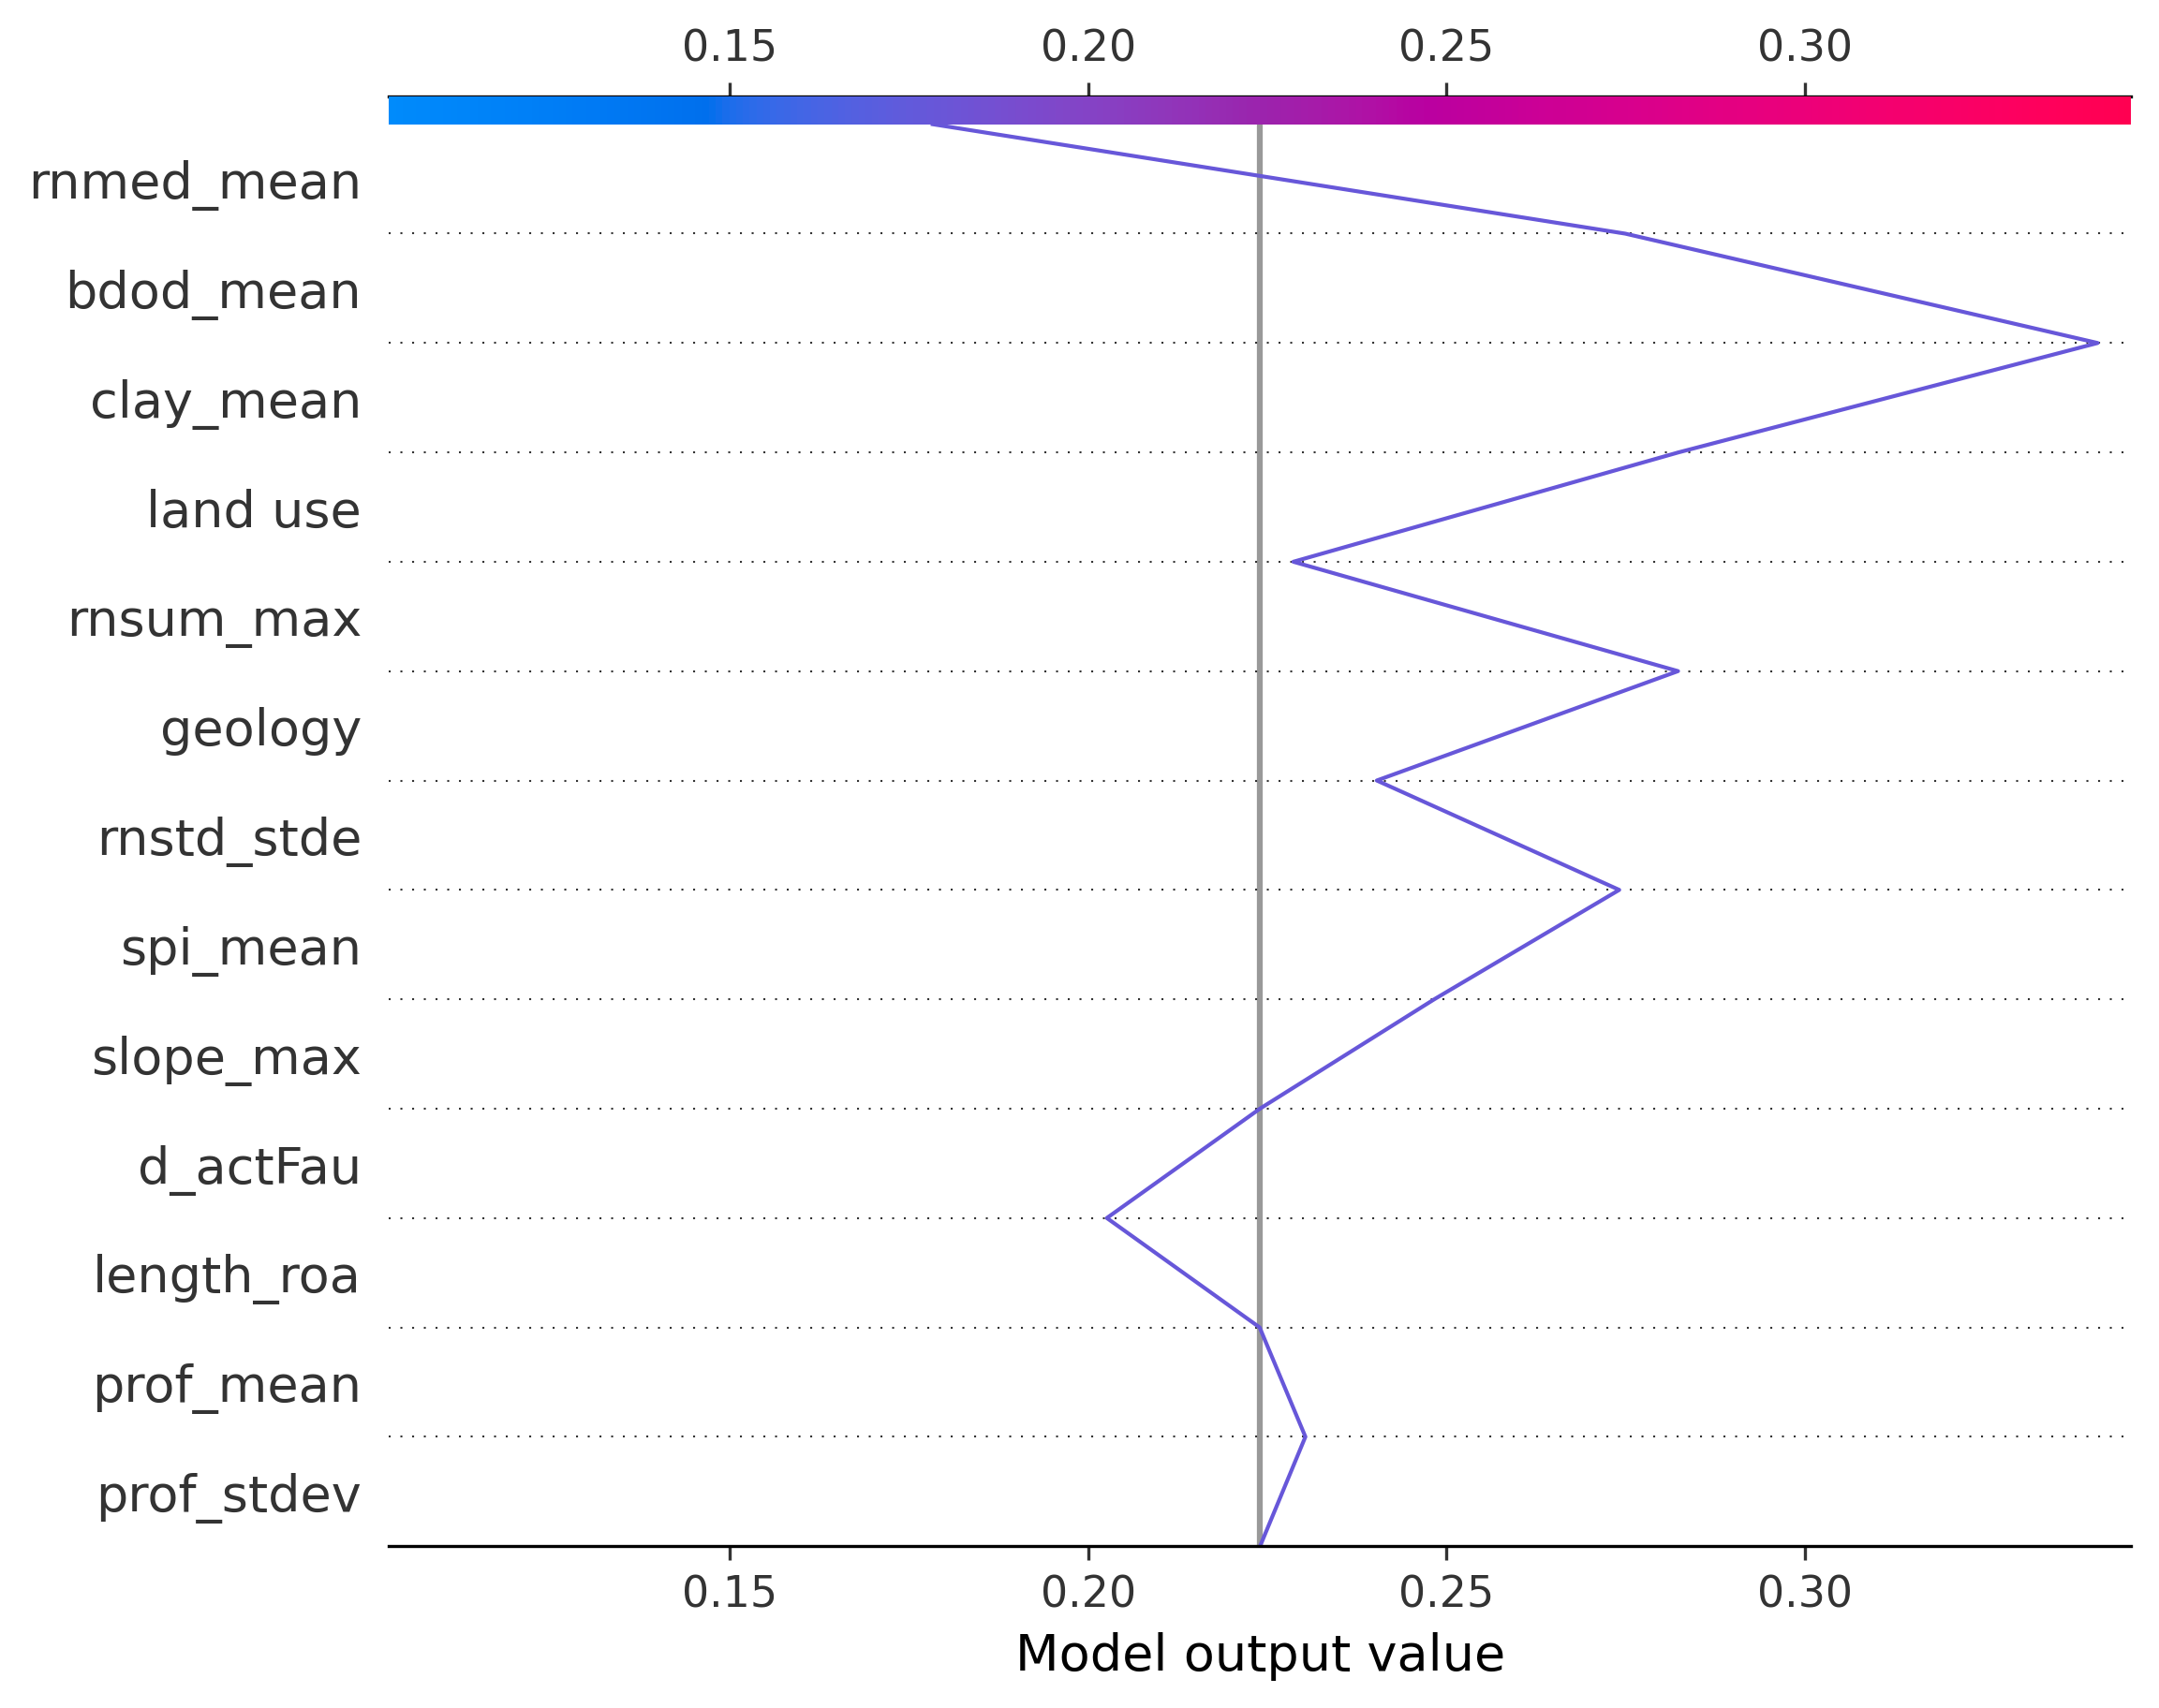 0.15 0.20 0.25 0.30
rnmed_mean
bdod_mean
clay_mean
land use
rnsum_max
geology
rnstd_stde
spi_mean
slope_max
d_actFau
length_roa
prof_mean
prof_stdev
0.15 0.20 0.25 0.30
Model output value